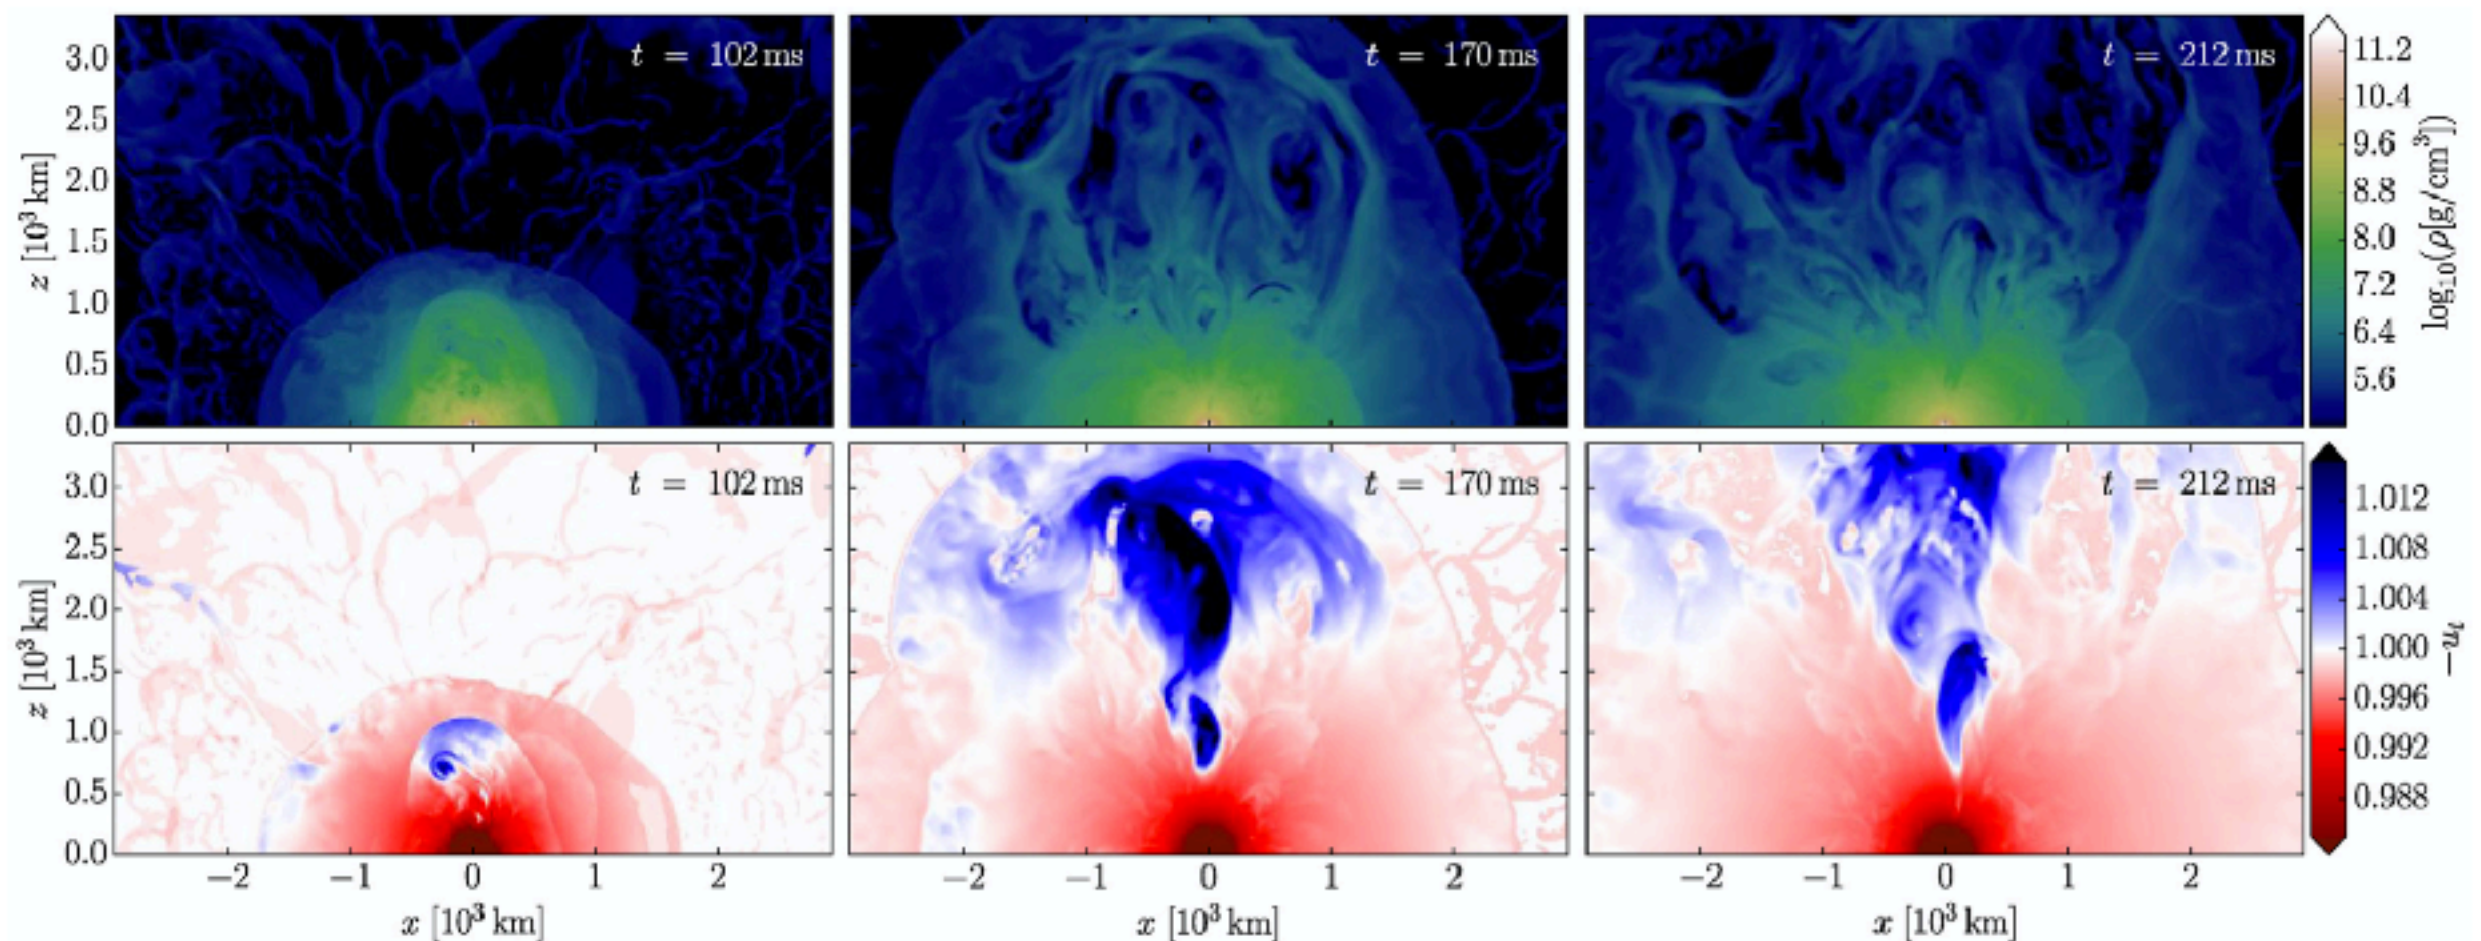 t = 102 ms
t = 170 ms
t = 212 ms
3.0
2.5
2.0
1.5
1.0
0.5
0.0
z [10³ km]
11.2
10.4
9.6
8.8
8.0
7.2
6.4
5.6
log₁₀(ρ[g/cm³])
t = 102 ms
t = 170 ms
t = 212 ms
3.0
2.5
2.0
1.5
1.0
0.5
0.0
z [10³ km]
1.012
1.008
1.004
1.000
0.996
0.992
0.988
−uₜ
−2 −1 0 1 2
−2 −1 0 1 2
−2 −1 0 1 2
x [10³ km]
x [10³ km]
x [10³ km]